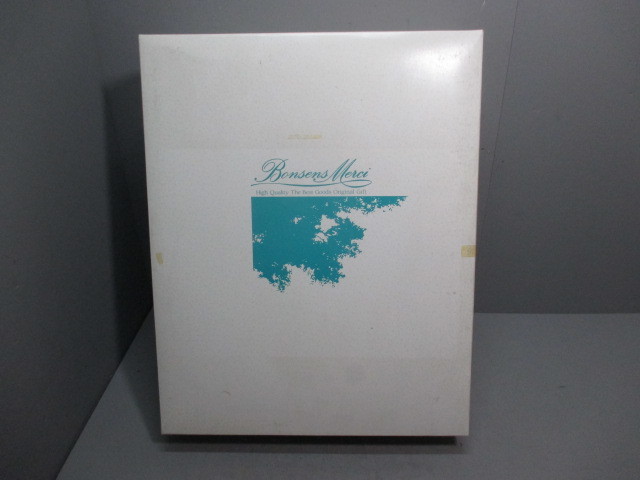 Bonsens Merci
High Quality. The Best Goods Original Gift